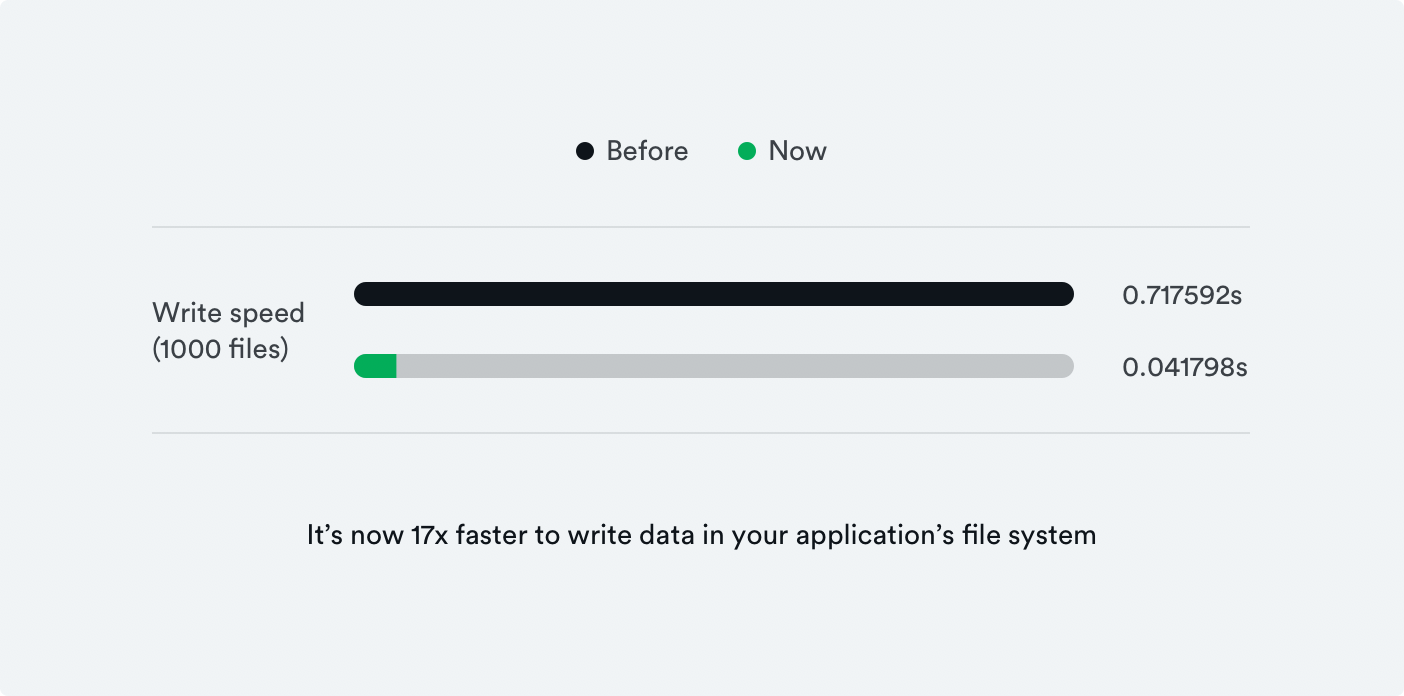 Before
Now
Write speed
(1000 files)
0.717592s
0.041798s
It’s now 17x faster to write data in your application’s file system